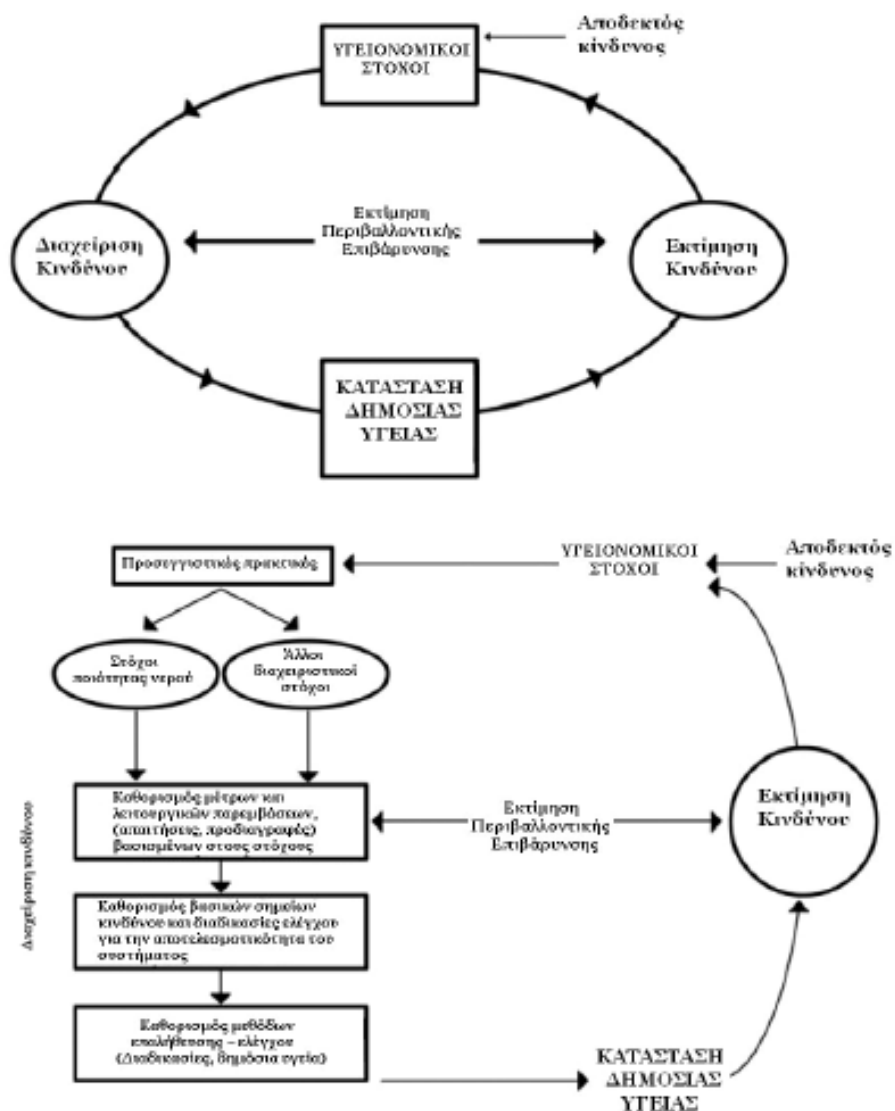 Αποδεκτός
κίνδυνος
ΥΓΕΙΟΝΟΜΙΚΟΙ
ΣΤΟΧΟΙ
Διαχείριση
Κινδύνου
Εκτίμηση
Περιβαλλοντικής
Επιβάρυνσης
Εκτίμηση
Κινδύνου
ΚΑΤΑΣΤΑΣΗ
ΔΗΜΟΣΙΑΣ
ΥΓΕΙΑΣ
Προσεγγιστικός πρακτικός
ΥΓΕΙΟΝΟΜΙΚΟΙ
ΣΤΟΧΟΙ
Αποδεκτός
κίνδυνος
Στόχοι
ποιότητας νερού
Άλλοι
διαχειριστικοί
στόχοι
Διαχείριση κινδύνου
Καθορισμός μέτρων και
λειτουργικών παρεμβάσεων,
(απαιτήσεις, προδιαγραφές)
βασισμένων στους στόχους
Εκτίμηση
Περιβαλλοντικής
Επιβάρυνσης
Εκτίμηση
Κινδύνου
Καθορισμός βασικών σημείων
κινδύνου και διαδικασίες ελέγχου
για την αποτελεσματικότητα του
συστήματος
Καθορισμός μεθόδων
επαλήθευσης – ελέγχου
(Διαδικασίες, δημόσια υγεία)
ΚΑΤΑΣΤΑΣΗ
ΔΗΜΟΣΙΑΣ
ΥΓΕΙΑΣ